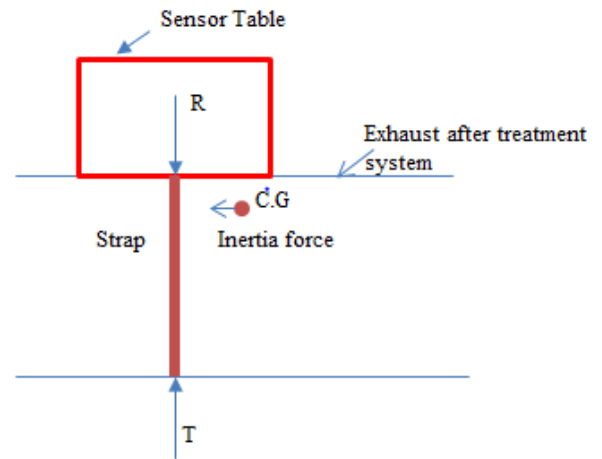 Sensor Table
R
Exhaust after treatment
system
C.G
Strap
Inertia force
T